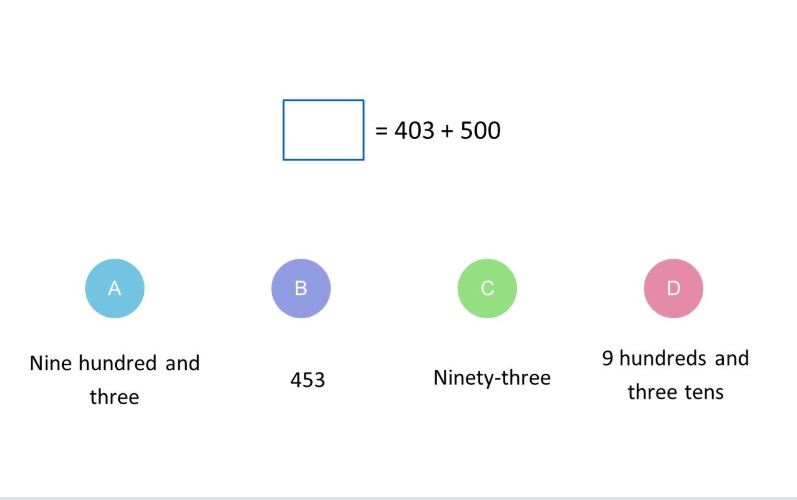 = 403 + 500
A
B
C
D
Nine hundred and
three
453
Ninety-three
9 hundreds and
three tens